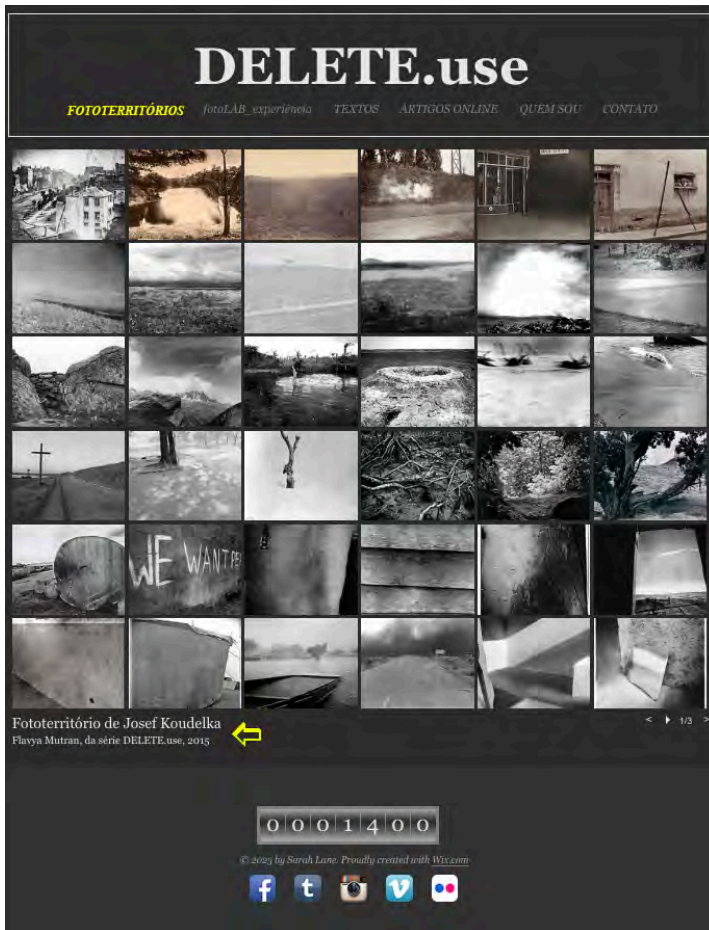 DELETE.use
FOTOTERRITÓRIOS fotoLAB_experiência TEXTOS ARTIGOS ONLINE QUEM SOU CONTATO
WE WANT PE
Fototerritório de Josef Koudelka
Flavya Mutran, da série DELETE.use, 2015
< 1/3 >
0001400
© 2023 by Sarah Lane. Proudly created with Wix.com
f t v